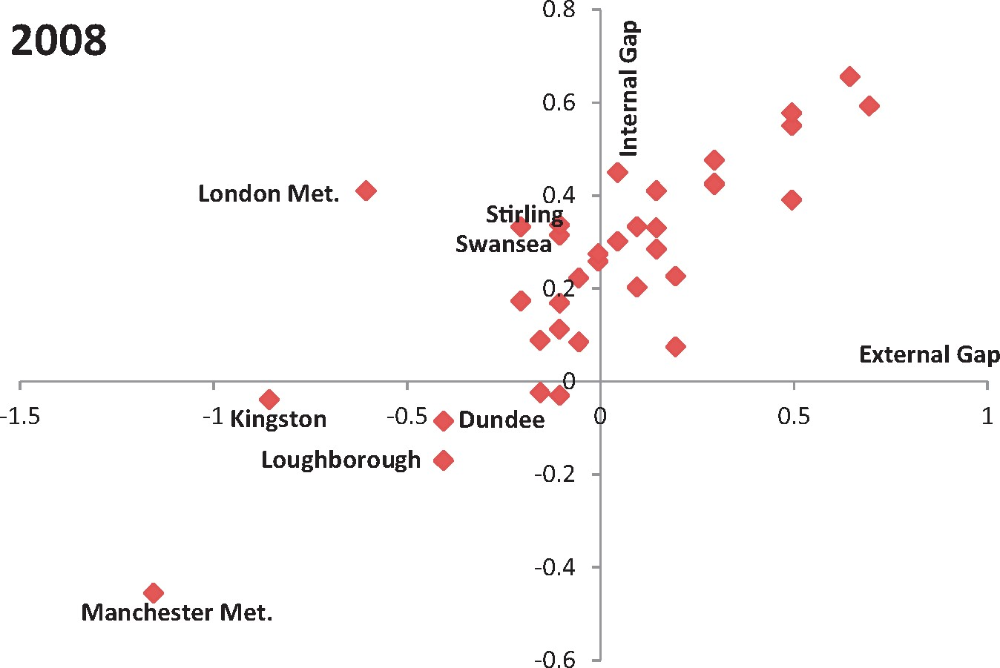 2008
0.8
Internal Gap
0.6
London Met.
0.4
Stirling
Swansea
0.2
External Gap
0
-1.5
-1
-0.5
0
0.5
1
Kingston
Dundee
Loughborough
-0.2
-0.4
Manchester Met.
-0.6